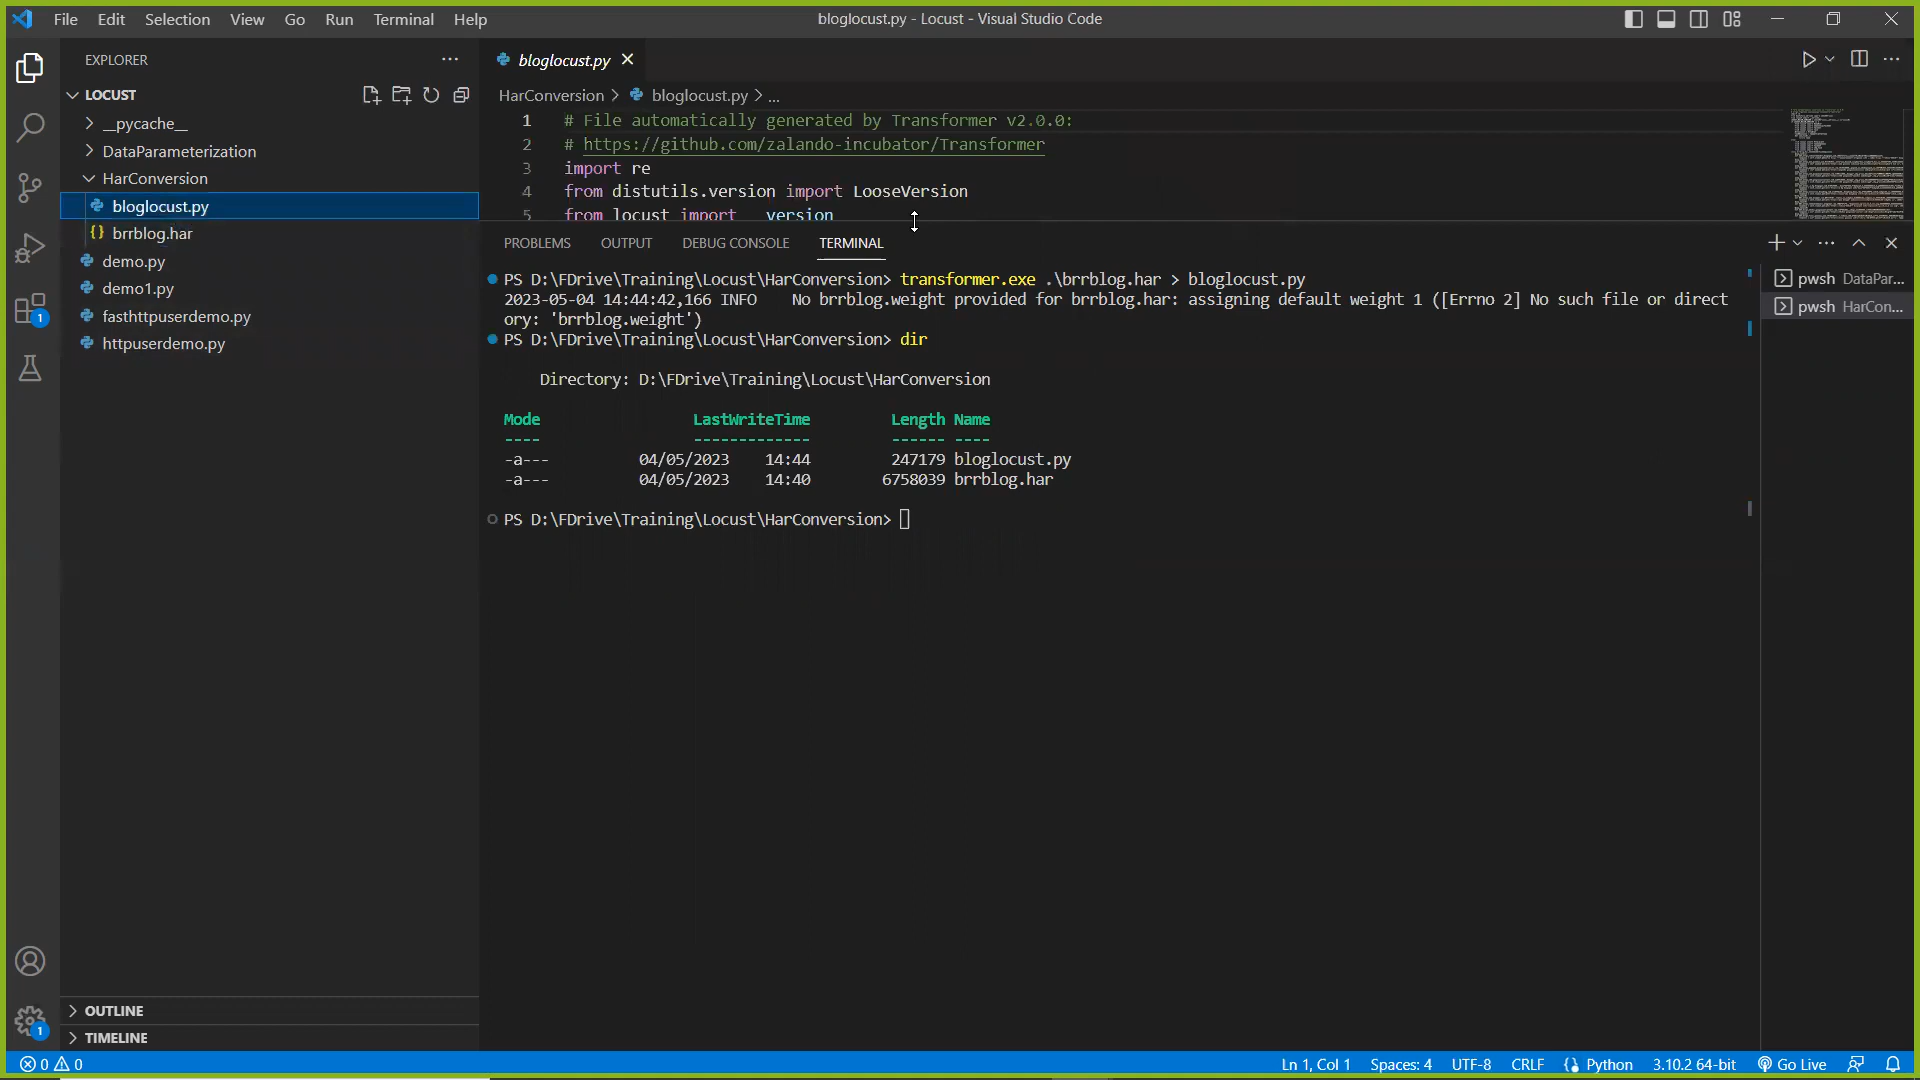 File Edit Selection View Go Run Terminal Help
bloglocust.py - Locust - Visual Studio Code
EXPLORER
LOCUST
__pycache__
DataParameterization
HarConversion
bloglocust.py
brrblog.har
demo.py
demo1.py
fasthttpuserdemo.py
httpuserdemo.py
OUTLINE
TIMELINE
1
1
bloglocust.py
HarConversion > bloglocust.py > ...
1 # File automatically generated by Transformer v2.0.0:
2 # https://github.com/zalando-incubator/Transformer
3 import re
4 from distutils.version import LooseVersion
5 from locust import __version__
PROBLEMS OUTPUT DEBUG CONSOLE TERMINAL
PS D:\FDrive\Training\Locust\HarConversion> transformer.exe .\brrblog.har > bloglocust.py
2023-05-04 14:44:42,166 INFO No brrblog.weight provided for brrblog.har: assigning default weight 1 ([Errno 2] No such file or direct
ory: 'brrblog.weight')
PS D:\FDrive\Training\Locust\HarConversion> dir
Directory: D:\FDrive\Training\Locust\HarConversion
Mode LastWriteTime Length Name
---- ------------- ------ ----
-a--- 04/05/2023 14:44 247179 bloglocust.py
-a--- 04/05/2023 14:40 6758039 brrblog.har
PS D:\FDrive\Training\Locust\HarConversion>
pwsh DataPar...
pwsh HarCon...
0 0
Ln 1, Col 1 Spaces: 4 UTF-8 CRLF Python 3.10.2 64-bit Go Live